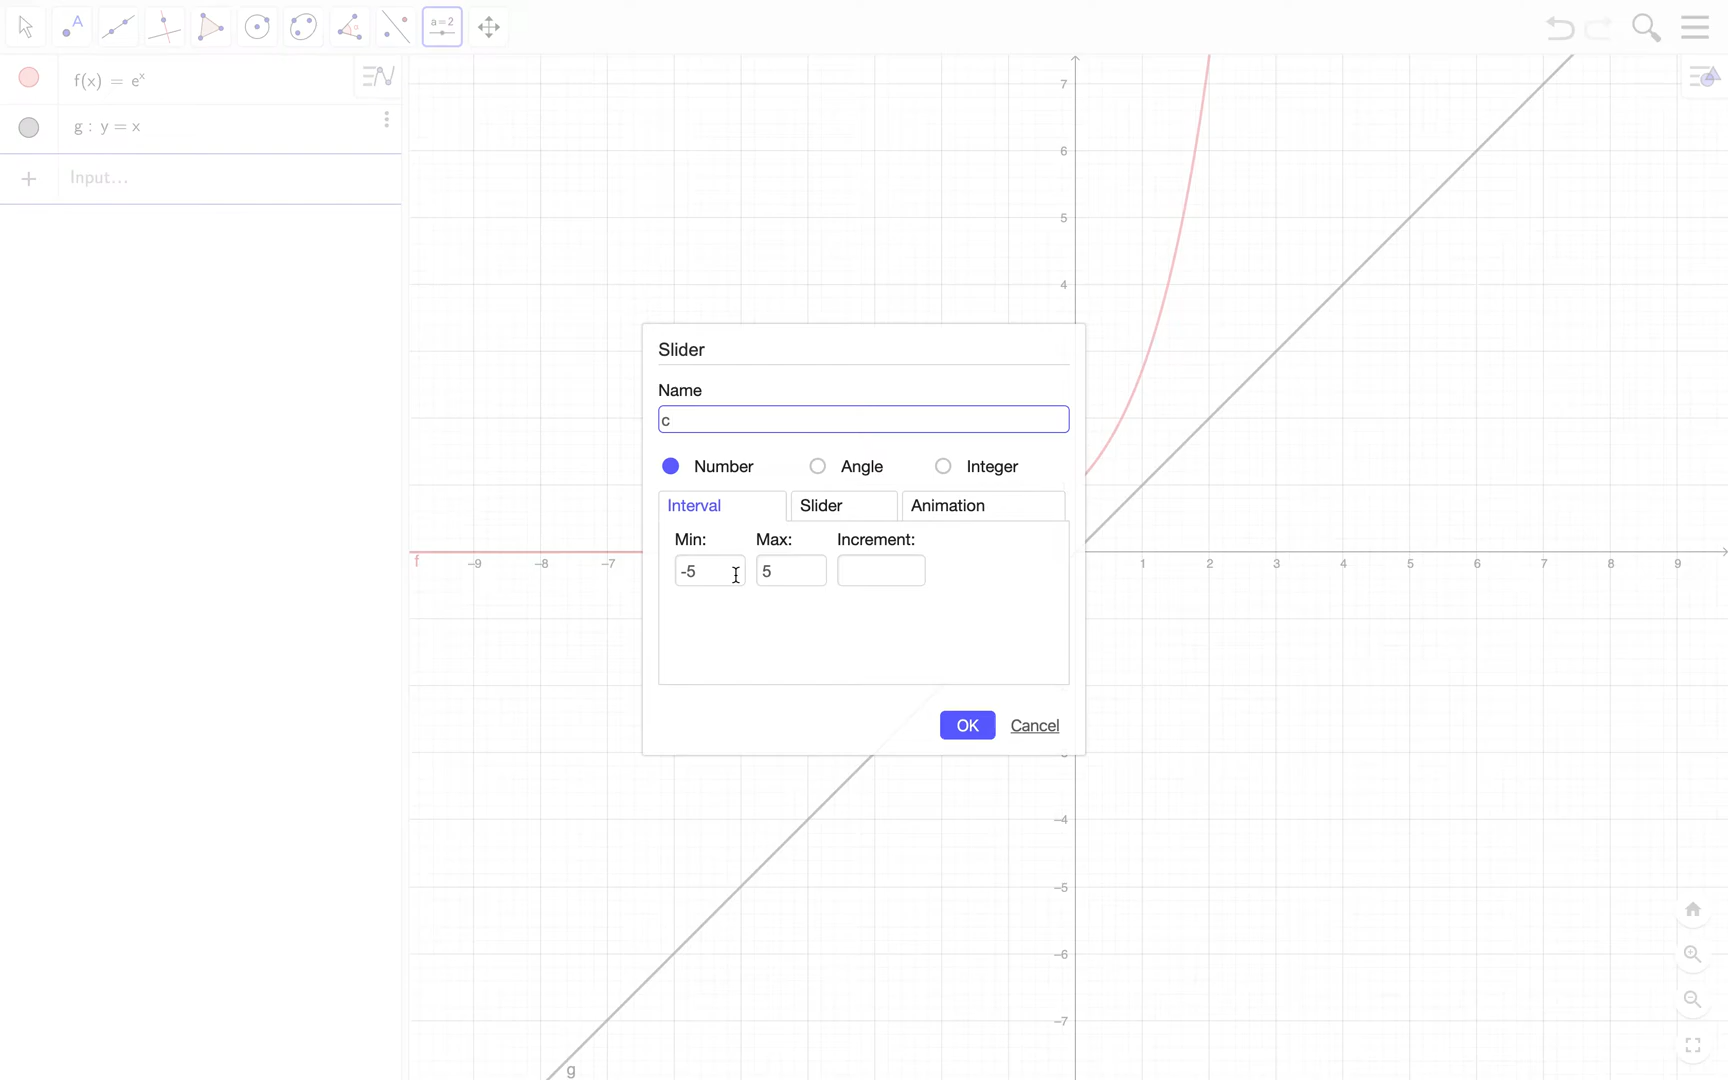 A
a=2
f(x) = eˣ
g : y = x
+ Input...
Slider
Name
c
Number Angle Integer
Interval Slider Animation
Min: Max: Increment:
-5 5
OK Cancel
7
6
5
4
f
−9 −8 −7 1 2 3 4 5 6 7 8 9
−4
−5
−6
−7
g